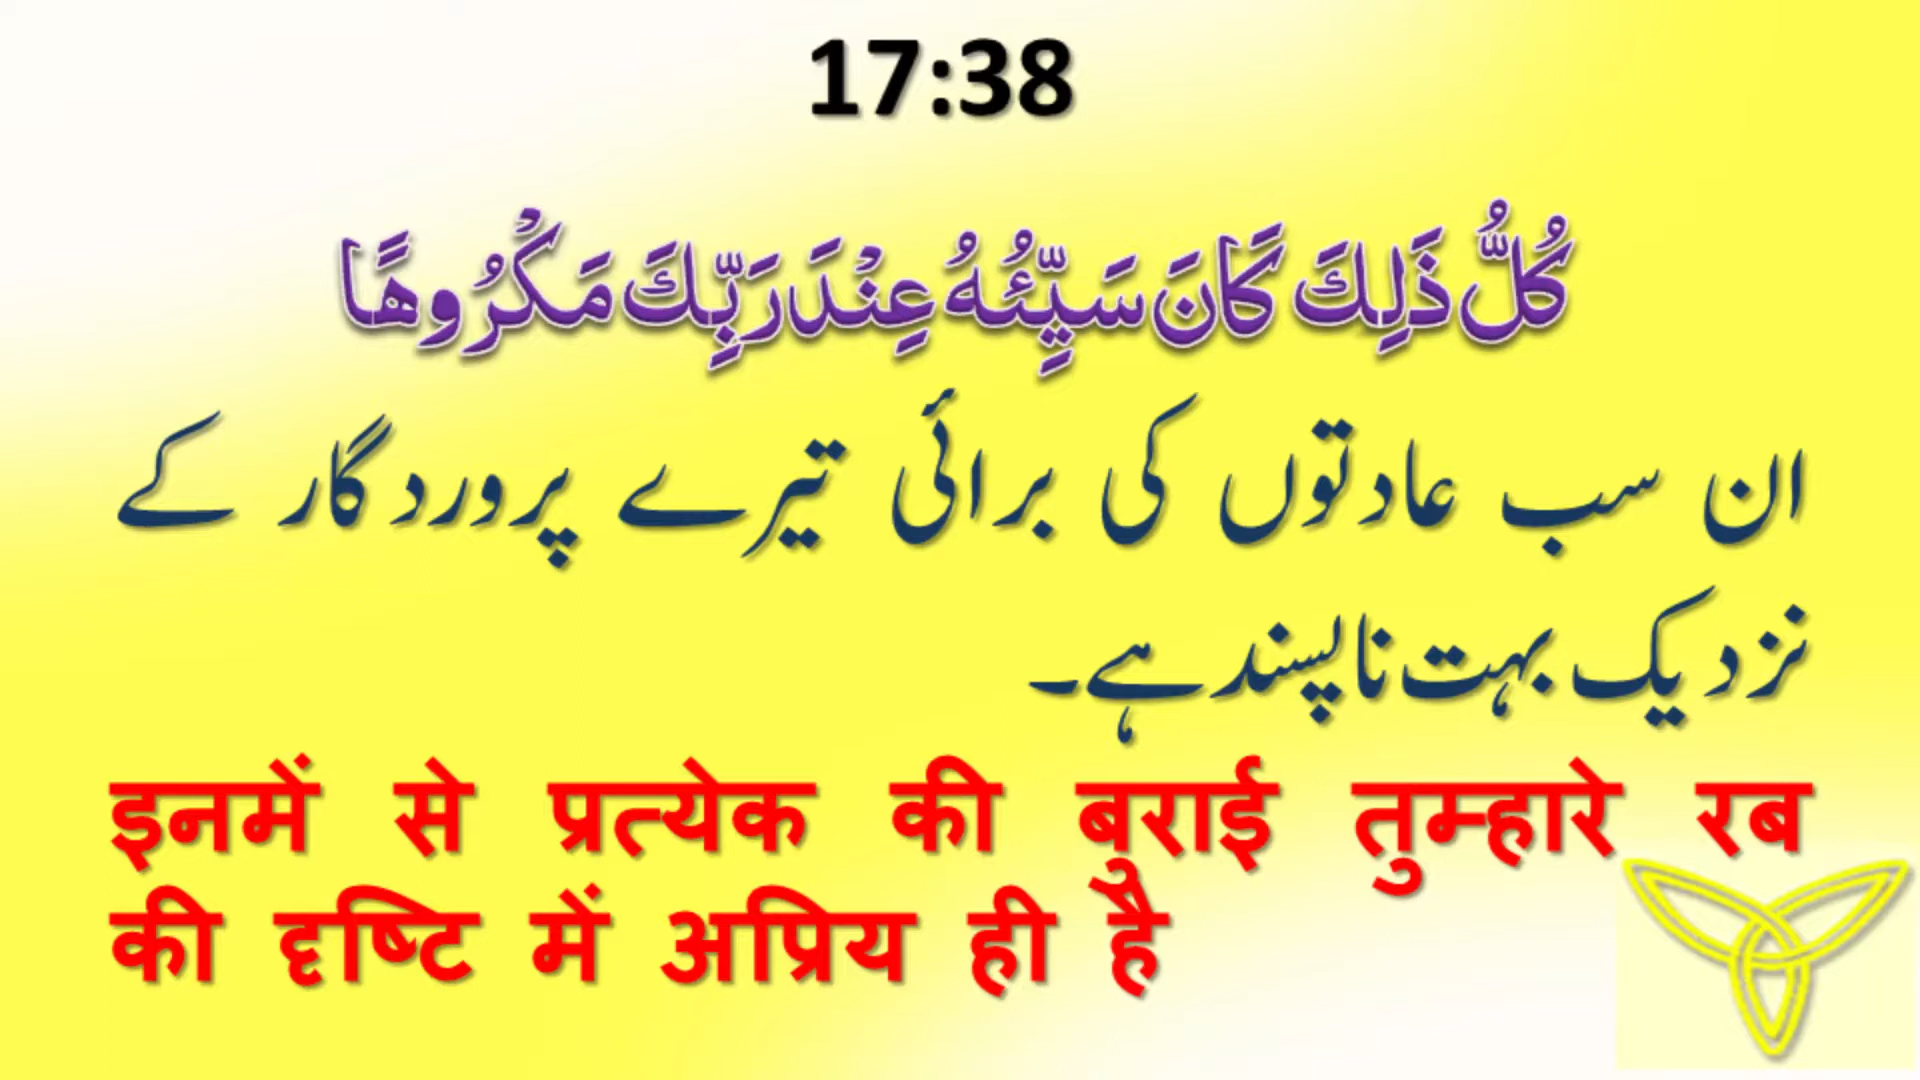 17:38
كُلُّ ذَلِكَ كَانَ سَيِّئُهُ عِنْدَ رَبِّكَ مَكْرُوهًا
ان سب عادتوں کی برائی تیرے پروردگار کے
نزدیک بہت ناپسند ہے۔
इनमें से प्रत्येक की बुराई तुम्हारे रब
की दृष्टि में अप्रिय ही है